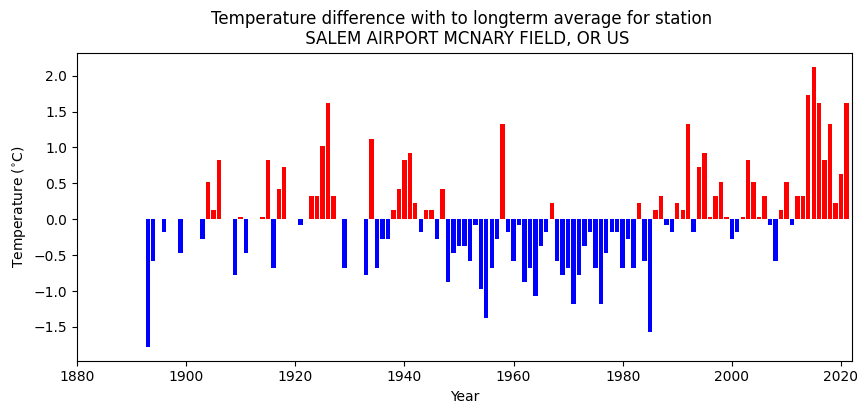 Temperature difference with to longterm average for station
SALEM AIRPORT MCNARY FIELD, OR US
Temperature (°C)
2.0
1.5
1.0
0.5
0.0
−0.5
−1.0
−1.5
1880 1900 1920 1940 1960 1980 2000 2020
Year